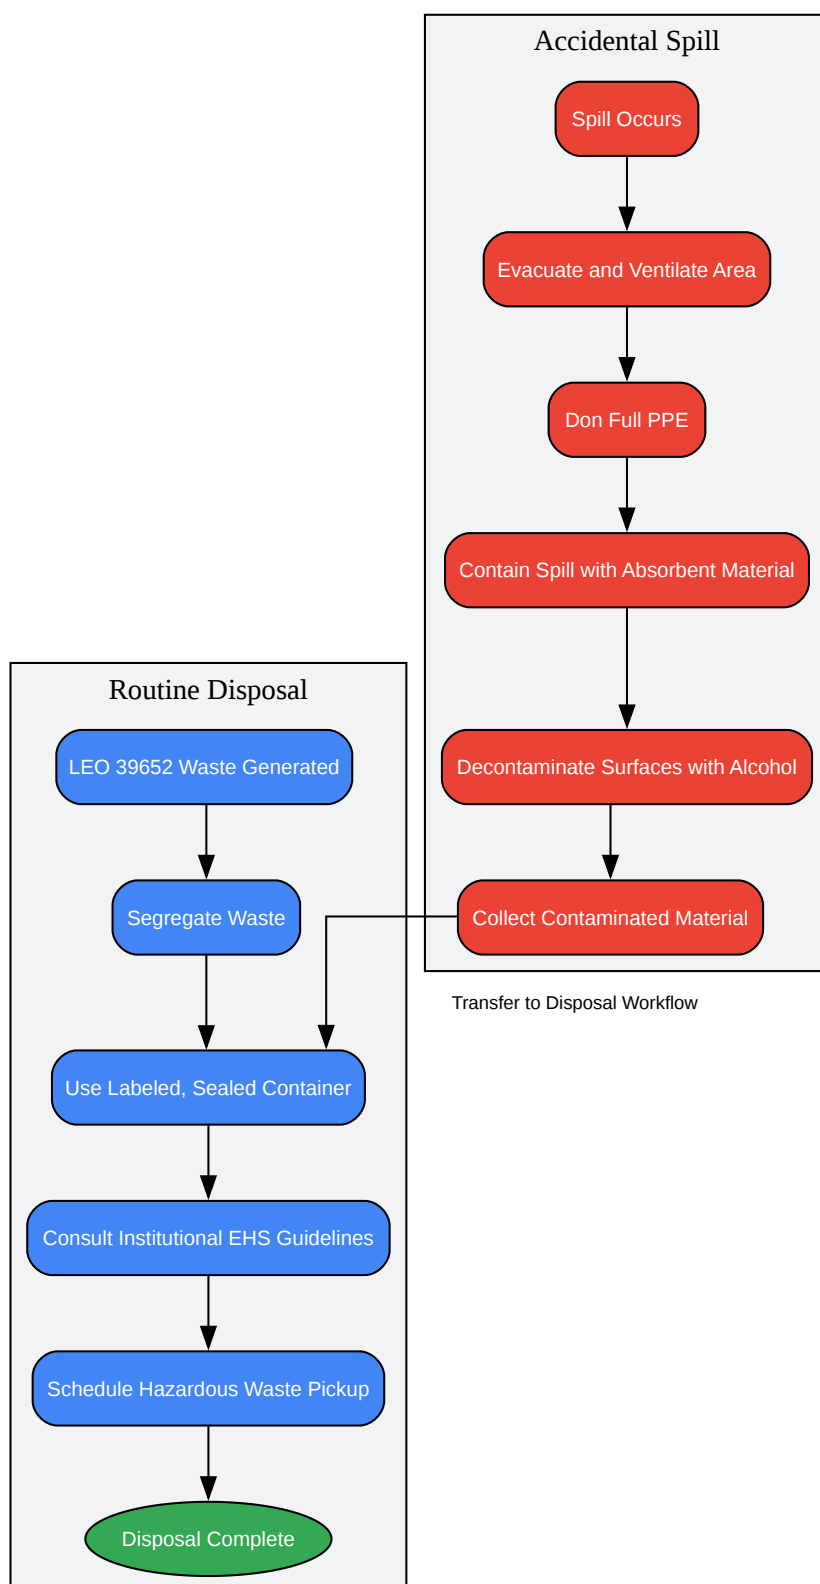 Accidental Spill
Spill Occurs
Evacuate and Ventilate Area
Don Full PPE
Contain Spill with Absorbent Material
Decontaminate Surfaces with Alcohol
Collect Contaminated Material
Transfer to Disposal Workflow
Routine Disposal
LEO 39652 Waste Generated
Segregate Waste
Use Labeled, Sealed Container
Consult Institutional EHS Guidelines
Schedule Hazardous Waste Pickup
Disposal Complete